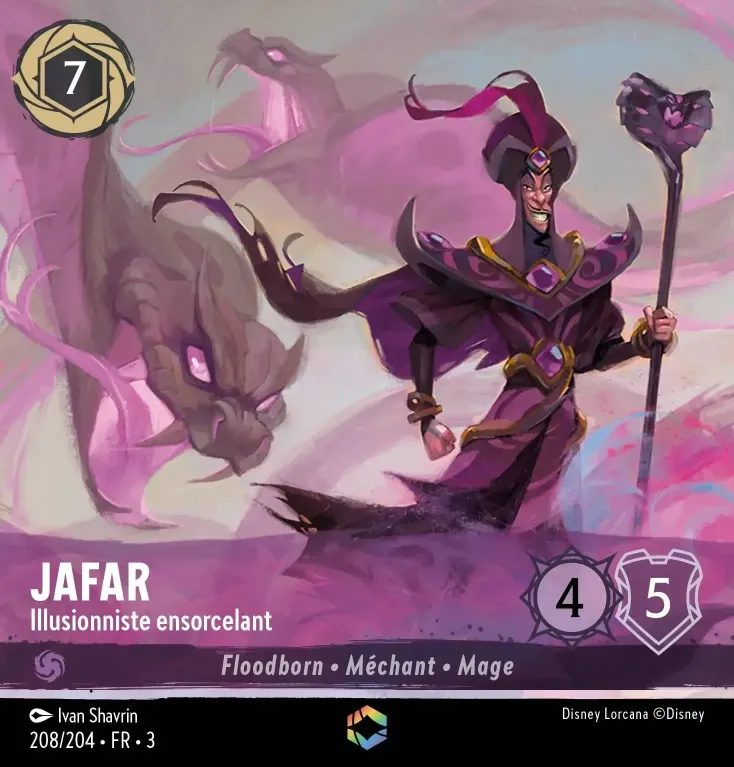 7
JAFAR
Illusionniste ensorcelant
4
5
Floodborn • Méchant • Mage
Ivan Shavrin
208/204 • FR • 3
Disney Lorcana ©Disney